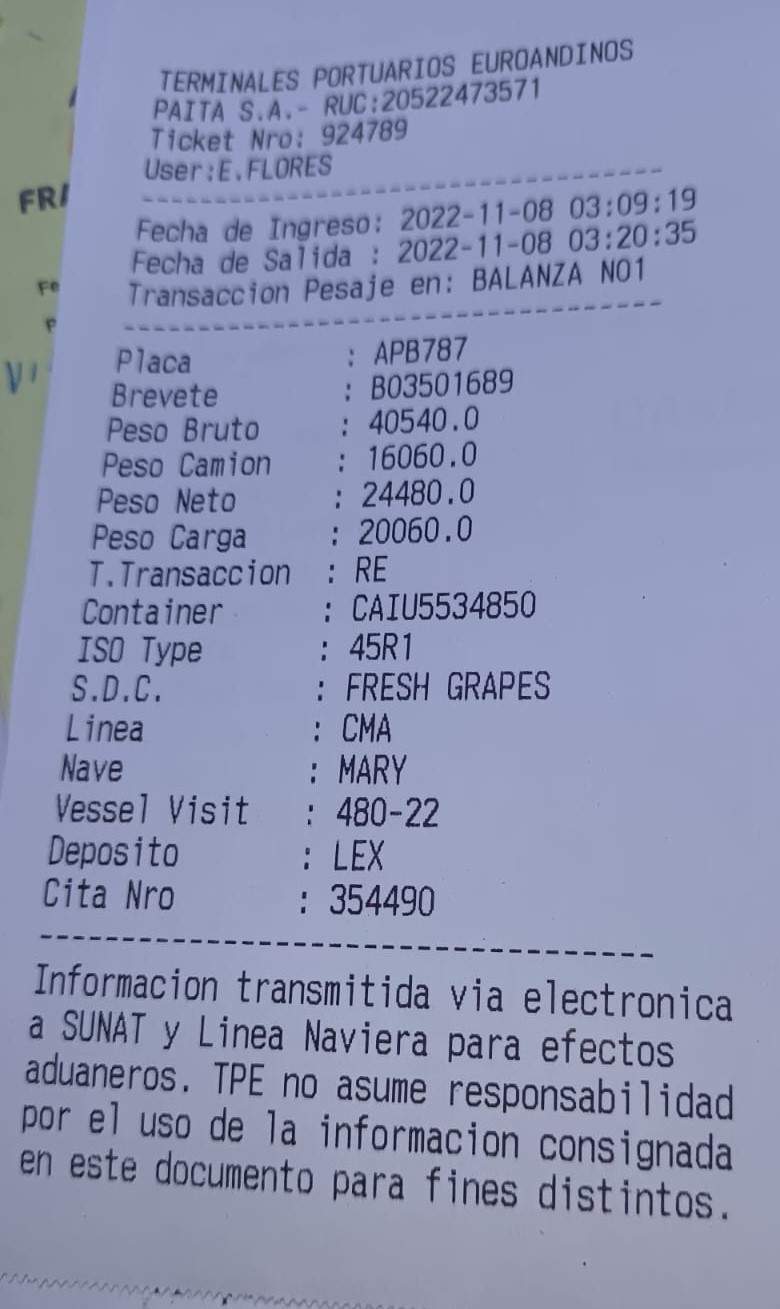 TERMINALES PORTUARIOS EUROANDINOS
PAITA S.A.- RUC:20522473571
Ticket Nro: 924789
User:E.FLORES
Fecha de Ingreso: 2022-11-08 03:09:19
Fecha de Salida : 2022-11-08 03:20:35
Transaccion Pesaje en: BALANZA NO1
Placa : APB787
Brevete : B03501689
Peso Bruto : 40540.0
Peso Camion : 16060.0
Peso Neto : 24480.0
Peso Carga : 20060.0
T.Transaccion : RE
Container : CAIU5534850
ISO Type : 45R1
S.D.C. : FRESH GRAPES
Linea : CMA
Nave : MARY
Vessel Visit : 480-22
Deposito : LEX
Cita Nro : 354490
Informacion transmitida via electronica
a SUNAT y Linea Naviera para efectos
aduaneros. TPE no asume responsabilidad
por el uso de la informacion consignada
en este documento para fines distintos.